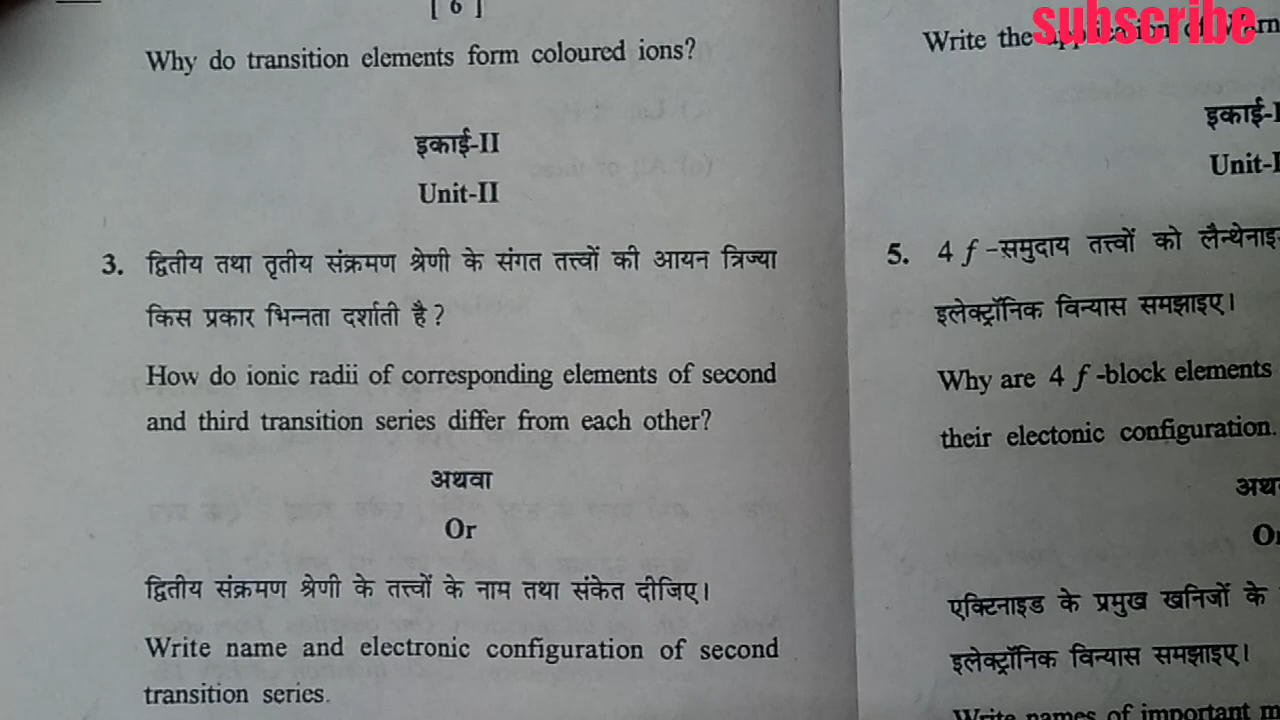 [ 6 ]
Why do transition elements form coloured ions?
इकाई-II
Unit-II
3. द्वितीय तथा तृतीय संक्रमण श्रेणी के संगत तत्त्वों की आयन त्रिज्या
किस प्रकार भिन्नता दर्शाती है ?
How do ionic radii of corresponding elements of second
and third transition series differ from each other?
अथवा
Or
द्वितीय संक्रमण श्रेणी के तत्त्वों के नाम तथा संकेत दीजिए।
Write name and electronic configuration of second
transition series.
subscribe
Write the application of
इकाई-
Unit-
5. 4 f -समुदाय तत्त्वों को
इलेक्ट्रॉनिक विन्यास समझाइए।
Why are 4 f -block elements
their electonic configuration.
एक्टिनाइड के प्रमुख खनिजों के
इलेक्ट्रॉनिक विन्यास समझाइए।
Write names of important